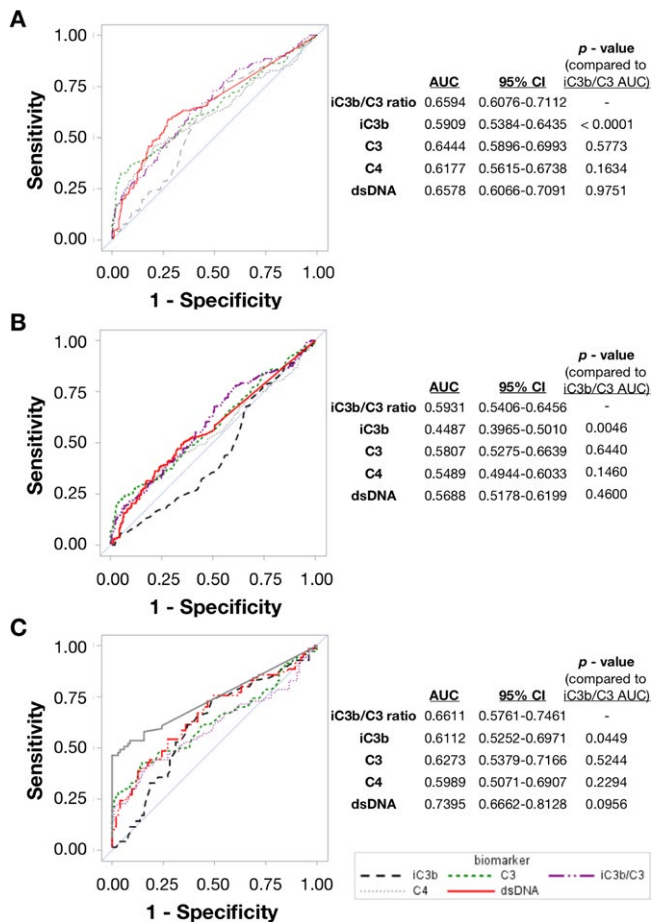 A
1.00
0.75
0.50
0.25
0.00
Sensitivity
0.00 0.25 0.50 0.75 1.00
1 - Specificity
p - value
(compared to
AUC 95% CI iC3b/C3 AUC)
iC3b/C3 ratio 0.6594 0.6076-0.7112 -
iC3b 0.5909 0.5384-0.6435 < 0.0001
C3 0.6444 0.5896-0.6993 0.5773
C4 0.6177 0.5615-0.6738 0.1634
dsDNA 0.6578 0.6066-0.7091 0.9751
B
1.00
0.75
0.50
0.25
0.00
Sensitivity
0.00 0.25 0.50 0.75 1.00
1 - Specificity
p - value
(compared to
AUC 95% CI iC3b/C3 AUC)
iC3b/C3 ratio 0.5931 0.5406-0.6456 -
iC3b 0.4487 0.3965-0.5010 0.0046
C3 0.5807 0.5275-0.6639 0.6440
C4 0.5489 0.4944-0.6033 0.1460
dsDNA 0.5688 0.5178-0.6199 0.4600
C
1.00
0.75
0.50
0.25
0.00
Sensitivity
0.00 0.25 0.50 0.75 1.00
1 - Specificity
p - value
(compared to
AUC 95% CI iC3b/C3 AUC)
iC3b/C3 ratio 0.6611 0.5761-0.7461 -
iC3b 0.6112 0.5252-0.6971 0.0449
C3 0.6273 0.5379-0.7166 0.5244
C4 0.5989 0.5071-0.6907 0.2294
dsDNA 0.7395 0.6662-0.8128 0.0956
biomarker
iC3b C3 iC3b/C3
C4 dsDNA